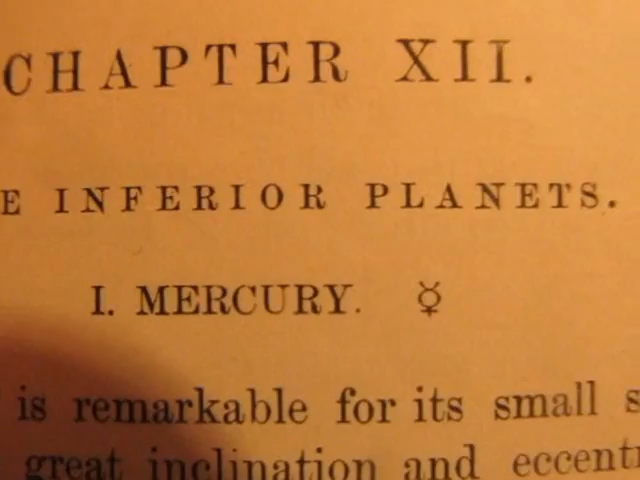 CHAPTER XII.
E INFERIOR PLANETS.
I. MERCURY. ☿
is remarkable for its small s
great inclination and eccent